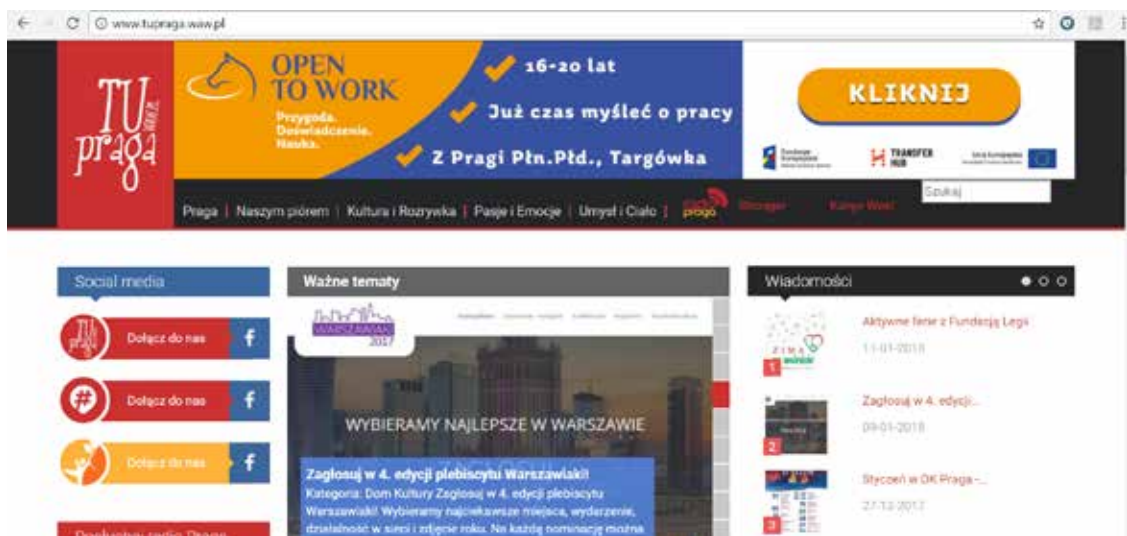 www.tupraga.waw.pl
TU
praga
OPEN
TO WORK
Przygoda.
Doświadczenie.
Nauka.
16-20 lat
Już czas myśleć o pracy
Z Pragi Płn.Płd., Targówka
KLIKNIJ
TRANSFER
HUB
Szukaj
Praga | Naszym piórem | Kultura i Rozrywka | Pasje i Emocje | Umysł i Ciało |
praga
Social media
Dołącz do nas
Dołącz do nas
Dołącz do nas
Ważne tematy
WARSZAWIAKI
2017
WYBIERAMY NAJLEPSZE W WARSZAWIE
Zagłosuj w 4. edycji plebiscytu Warszawiaki!
Kategoria: Dom Kultury Zagłosuj w 4. edycji plebiscytu
Warszawiaki! Wybieramy najciekawsze miejsca, wydarzenie,
działalność w sieci i zdjęcie roku. Na każdą nominację można
Wiadomości
1
Aktywne ferie z Fundacją Legii
11-01-2018
2
Zagłosuj w 4. edycji...
09-01-2018
3
Styczeń w DK Praga -...
27-12-2017